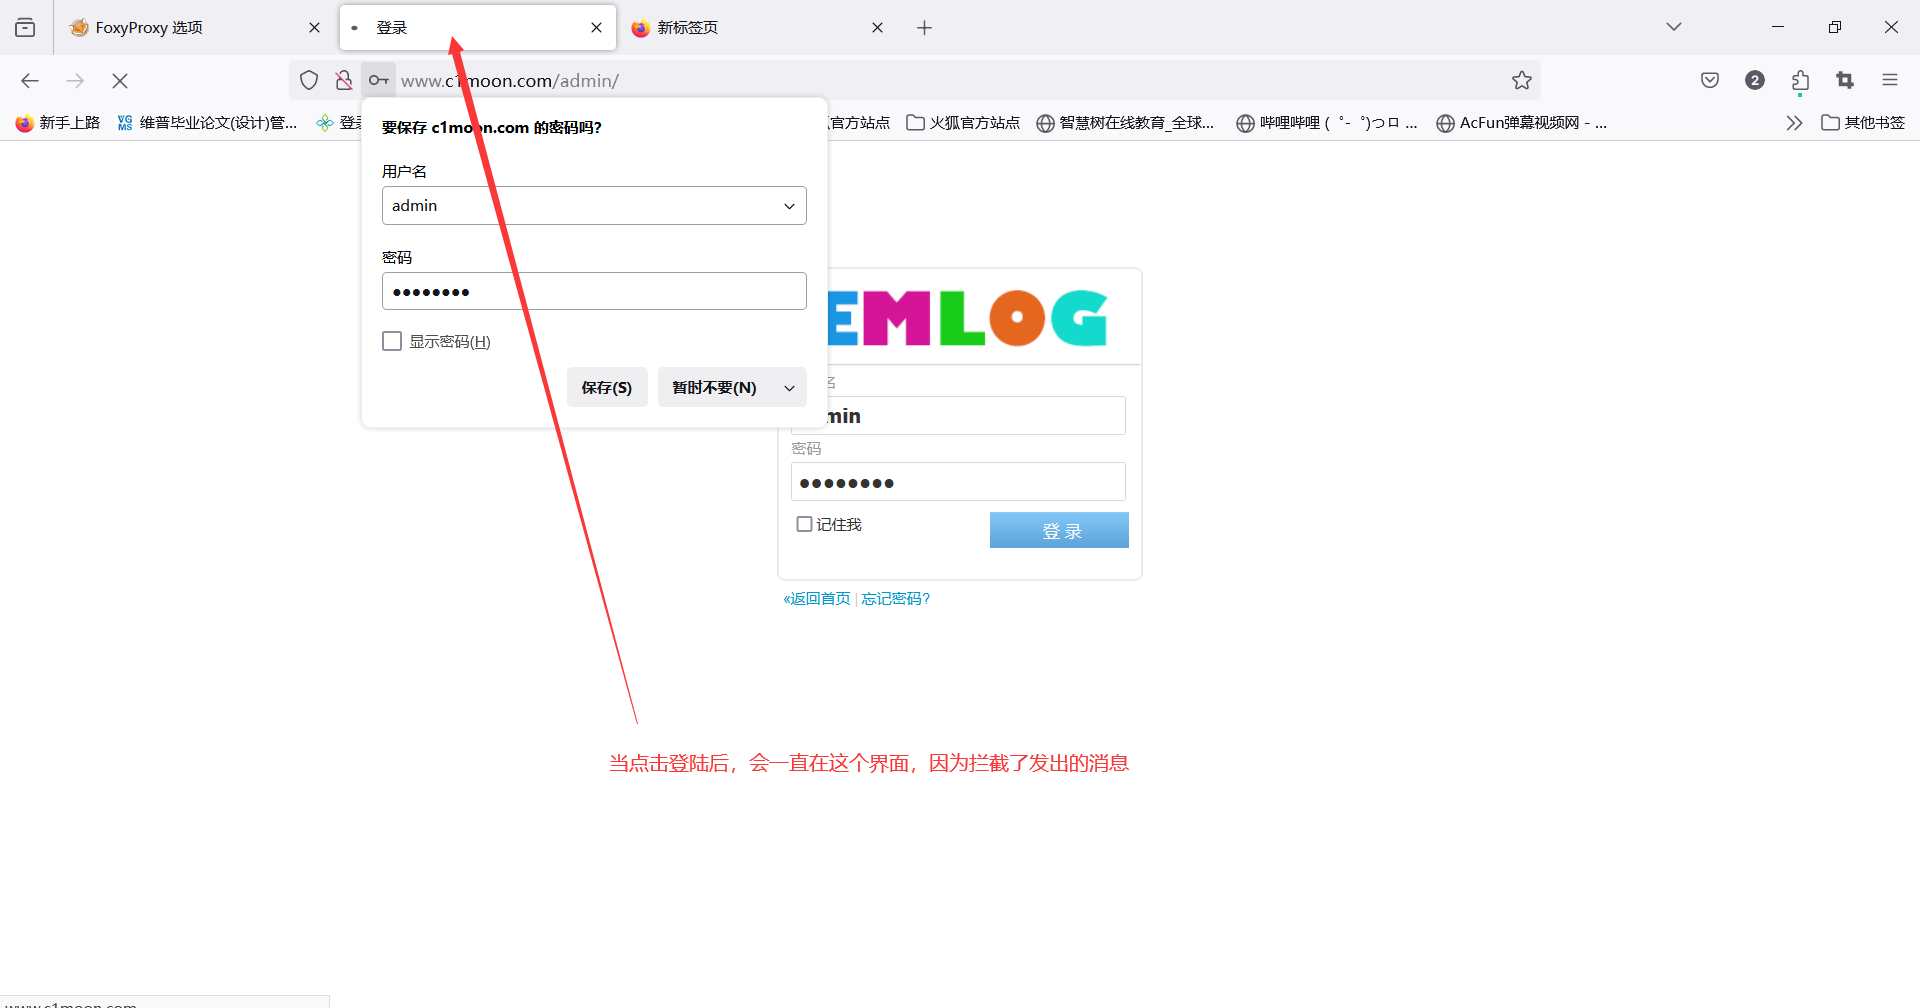 FoxyProxy 选项
登录
新标签页
www.c1moon.com/admin/
2
新手上路
维普毕业论文(设计)管...
登录
火狐官方站点
智慧树在线教育_全球...
哔哩哔哩 ( ゜- ゜)つロ ...
AcFun弹幕视频网 - ...
其他书签
要保存 c1moon.com 的密码吗?
用户名
admin
密码
••••••••
显示密码(H)
保存(S)
暂时不要(N)
EMLOG
名
min
密码
••••••••
记住我
登 录
«返回首页 | 忘记密码?
当点击登陆后，会一直在这个界面，因为拦截了发出的消息
www.c1moon.com